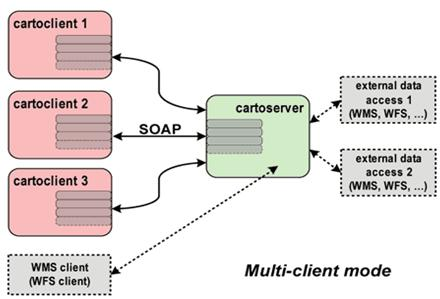 cartoclient 1
cartoclient 2
cartoclient 3
SOAP
cartoserver
external data
access 1
(WMS, WFS, ...)
external data
access 2
(WMS, WFS, ...)
WMS client
(WFS client)
Multi-client mode